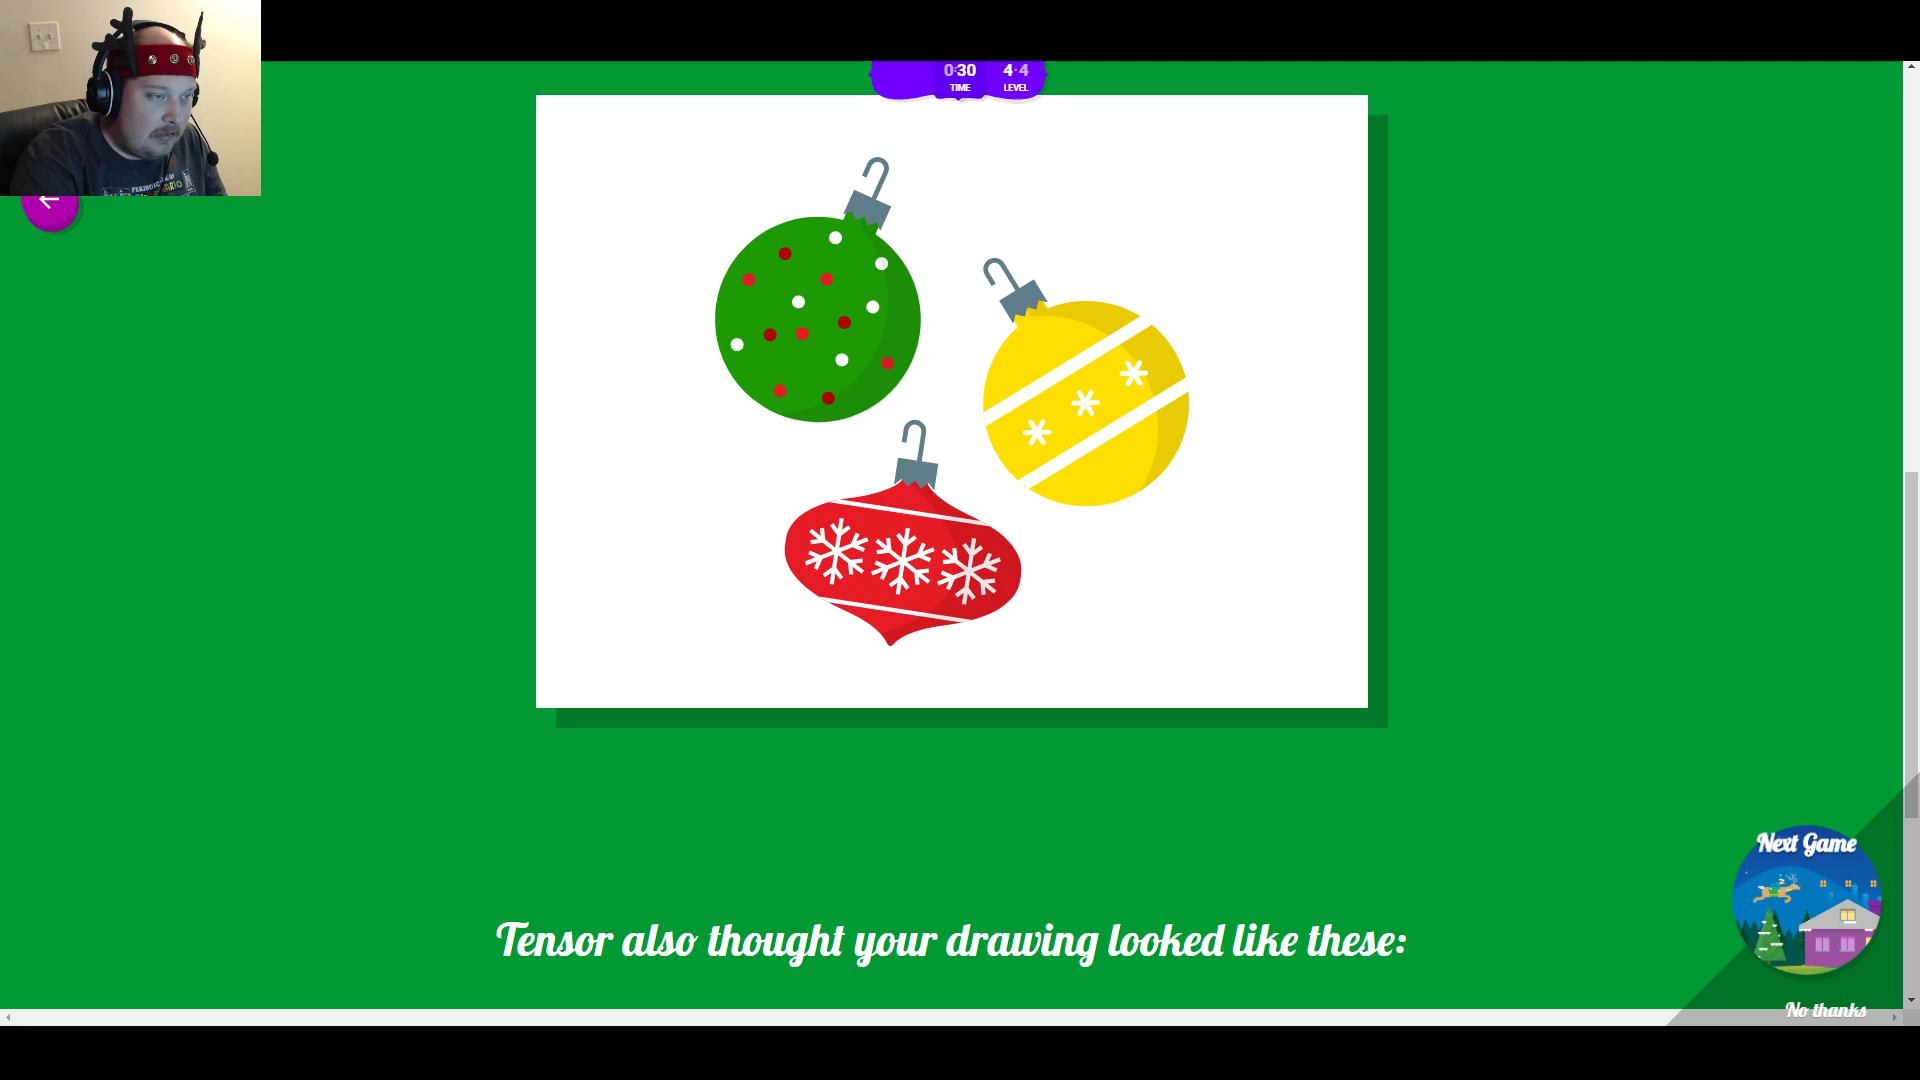 0:30
TIME
4·4
LEVEL
Next Game
Tensor also thought your drawing looked like these:
No thanks